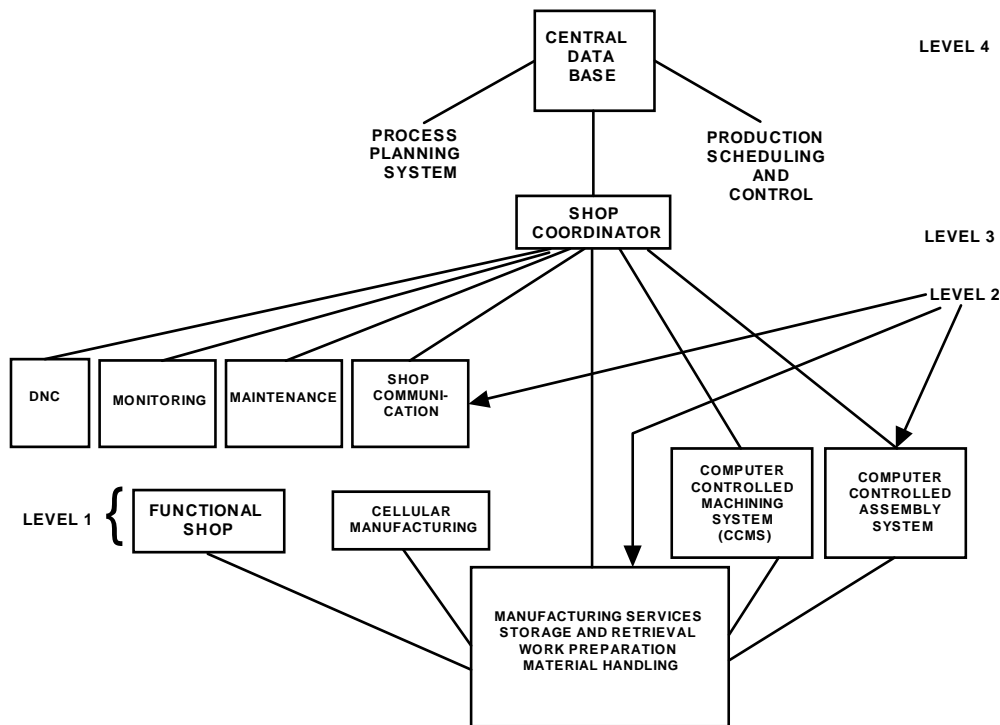 CENTRAL
DATA
BASE
LEVEL 4
PROCESS
PLANNING
SYSTEM
PRODUCTION
SCHEDULING
AND
CONTROL
SHOP
COORDINATOR
LEVEL 3
LEVEL 2
DNC
MONITORING
MAINTENANCE
SHOP
COMMUNI-
CATION
COMPUTER
CONTROLLED
MACHINING
SYSTEM
(CCMS)
COMPUTER
CONTROLLED
ASSEMBLY
SYSTEM
LEVEL 1
FUNCTIONAL
SHOP
CELLULAR
MANUFACTURING
MANUFACTURING SERVICES
STORAGE AND RETRIEVAL
WORK PREPARATION
MATERIAL HANDLING